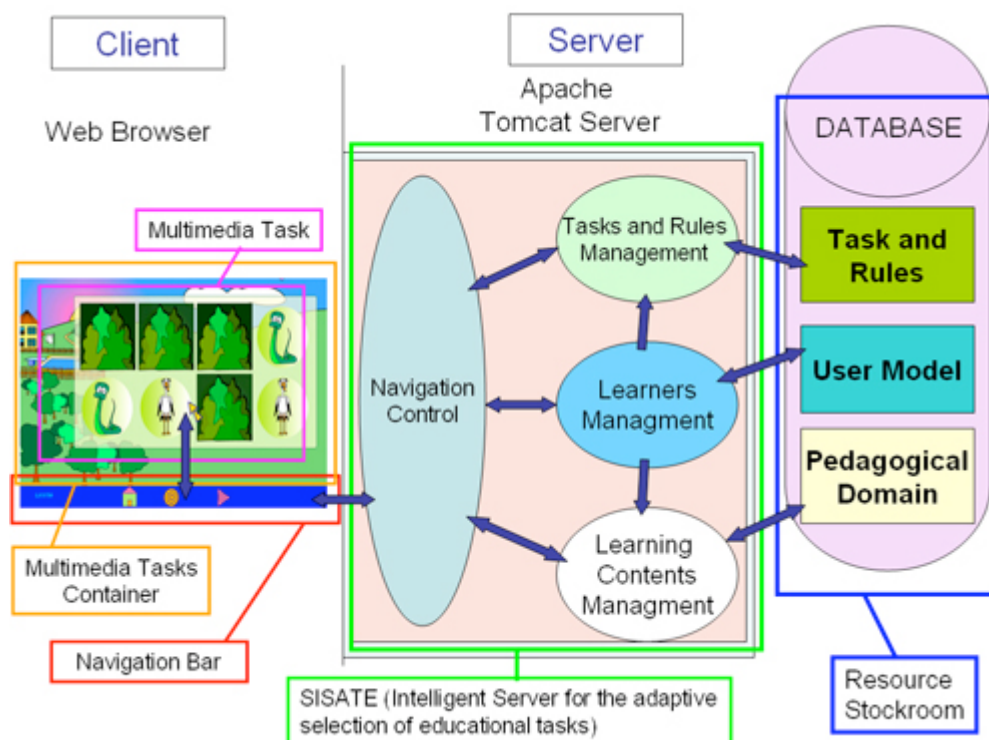 Client
Server
Web Browser
Apache
Tomcat Server
DATABASE
Multimedia Task
Navigation
Control
Tasks and Rules
Management
Learners
Managment
Learning
Contents
Managment
Task and
Rules
User Model
Pedagogical
Domain
Multimedia Tasks
Container
Navigation Bar
SISATE (Intelligent Server for the adaptive
selection of educational tasks)
Resource
Stockroom